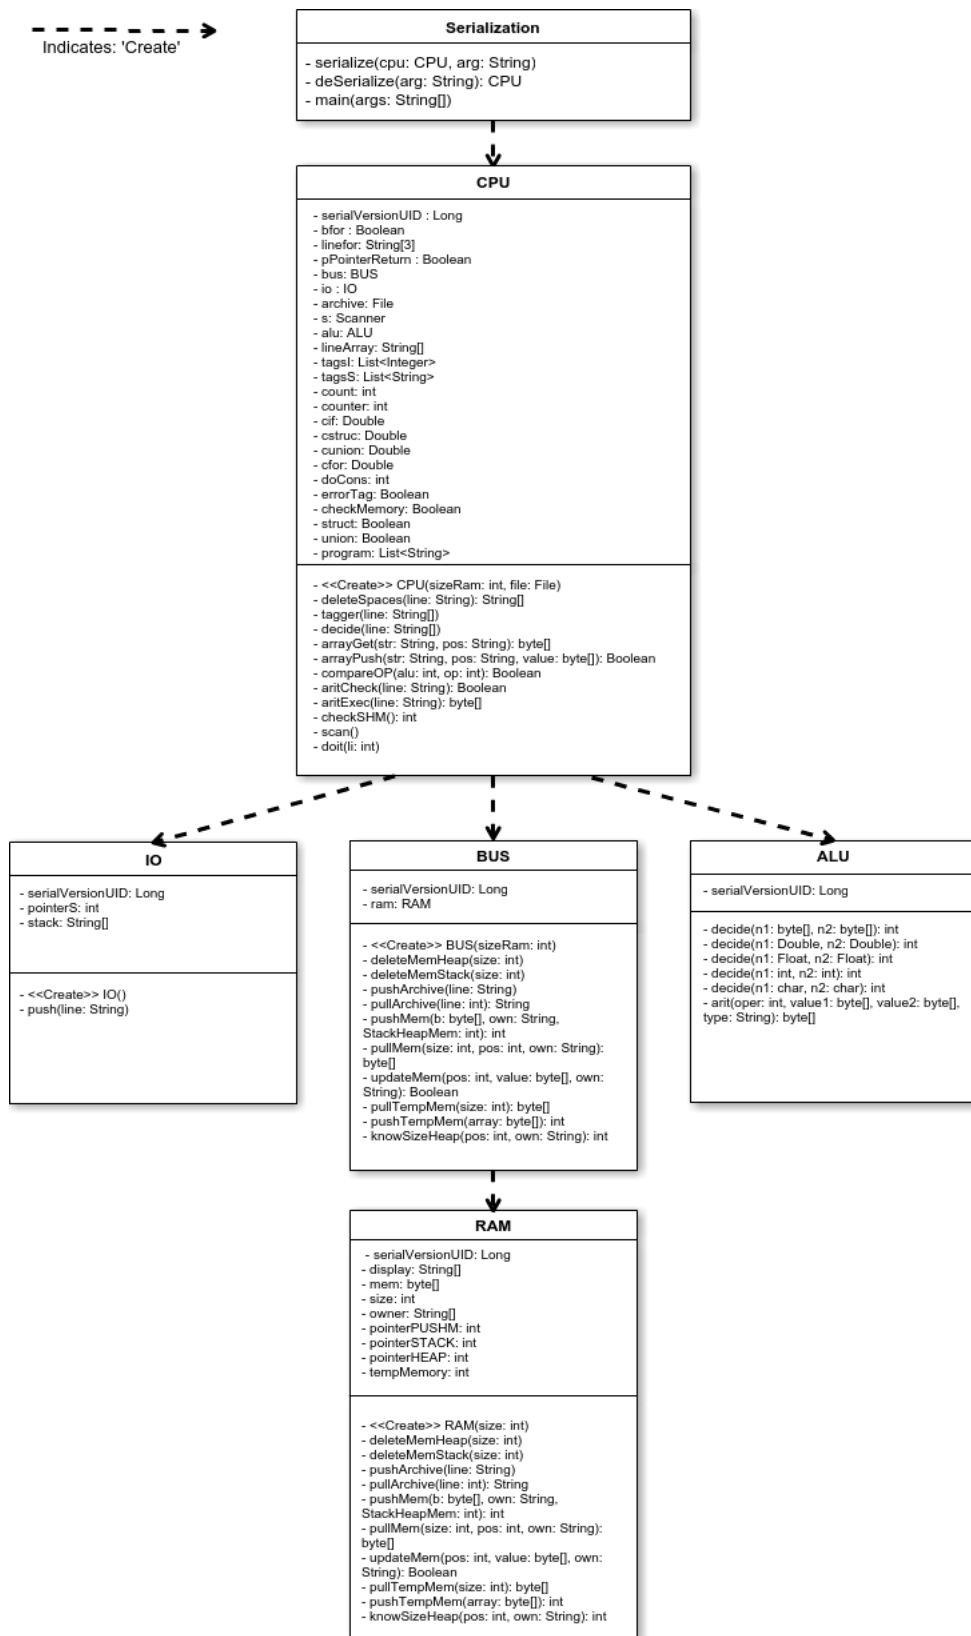 Indicates: 'Create'
Serialization
- serialize(cpu: CPU, arg: String)
- deSerialize(arg: String): CPU
- main(args: String[])
CPU
- serialVersionUID : Long
- bfor : Boolean
- linefor: String[3]
- pPointerReturn : Boolean
- bus: BUS
- io : IO
- archive: File
- s: Scanner
- alu: ALU
- lineArray: String[]
- tagsI: List<Integer>
- tagsS: List<String>
- count: int
- counter: int
- cif: Double
- cstruc: Double
- cunion: Double
- cfor: Double
- doCons: int
- errorTag: Boolean
- checkMemory: Boolean
- struct: Boolean
- union: Boolean
- program: List<String>
- <<Create>> CPU(sizeRam: int, file: File)
- deleteSpaces(line: String): String[]
- tagger(line: String[])
- decide(line: String[])
- arrayGet(str: String, pos: String): byte[]
- arrayPush(str: String, pos: String, value: byte[]): Boolean
- compareOP(alu: int, op: int): Boolean
- aritCheck(line: String): Boolean
- aritExec(line: String): byte[]
- checkSHM(): int
- scan()
- doit(li: int)
IO
- serialVersionUID: Long
- pointerS: int
- stack: String[]
- <<Create>> IO()
- push(line: String)
BUS
- serialVersionUID: Long
- ram: RAM
- <<Create>> BUS(sizeRam: int)
- deleteMemHeap(size: int)
- deleteMemStack(size: int)
- pushArchive(line: String)
- pullArchive(line: int): String
- pushMem(b: byte[], own: String,
StackHeapMem: int): int
- pullMem(size: int, pos: int, own: String):
byte[]
- updateMem(pos: int, value: byte[], own:
String): Boolean
- pullTempMem(size: int): byte[]
- pushTempMem(array: byte[]): int
- knowSizeHeap(pos: int, own: String): int
ALU
- serialVersionUID: Long
- decide(n1: byte[], n2: byte[]): int
- decide(n1: Double, n2: Double): int
- decide(n1: Float, n2: Float): int
- decide(n1: int, n2: int): int
- decide(n1: char, n2: char): int
- arit(oper: int, value1: byte[], value2: byte[],
type: String): byte[]
RAM
- serialVersionUID: Long
- display: String[]
- mem: byte[]
- size: int
- owner: String[]
- pointerPUSHM: int
- pointerSTACK: int
- pointerHEAP: int
- tempMemory: int
- <<Create>> RAM(size: int)
- deleteMemHeap(size: int)
- deleteMemStack(size: int)
- pushArchive(line: String)
- pullArchive(line: int): String
- pushMem(b: byte[], own: String,
StackHeapMem: int): int
- pullMem(size: int, pos: int, own: String):
byte[]
- updateMem(pos: int, value: byte[], own:
String): Boolean
- pullTempMem(size: int): byte[]
- pushTempMem(array: byte[]): int
- knowSizeHeap(pos: int, own: String): int